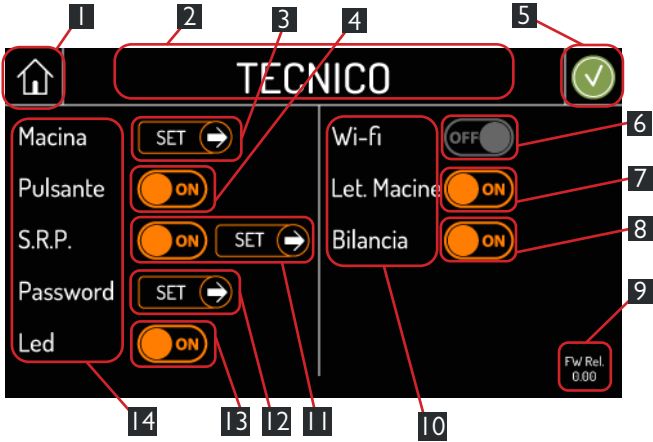 1 2 3 4 5
TECNICO
Macina SET Wi-fi OFF 6
Pulsante ON Let. Macine ON 7
S.R.P. ON SET Bilancia ON 8
Password SET 9
Led ON FW Rel.
0.00
14 13 12 11 10